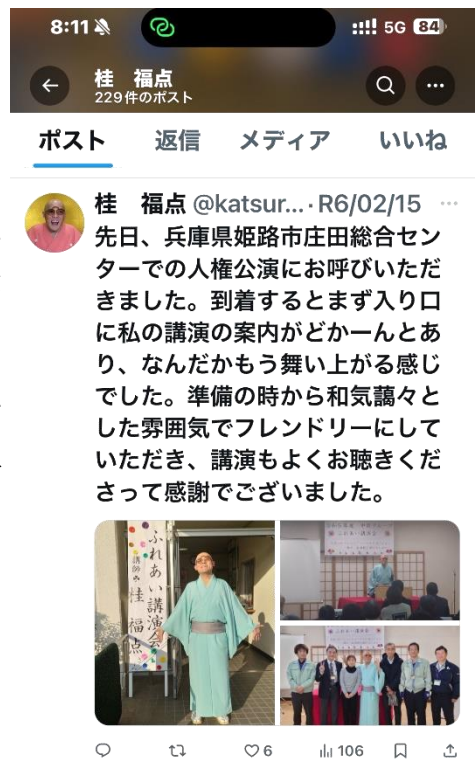 8:11
5G 84
桂　福点
229件のポスト
ポスト 返信 メディア いいね
桂　福点 @katsur... · R6/02/15
先日、兵庫県姫路市庄田総合セン
ターでの人権公演にお呼びいただ
きました。到着するとまず入り口
に私の講演の案内がどかーんとあ
り、なんだかもう舞い上がる感じ
でした。準備の時から和気藹々と
した雰囲気でフレンドリーにして
いただき、講演もよくお聴きくだ
さって感謝でございました。
ふれあい講演会
講師
桂　福点
6
106